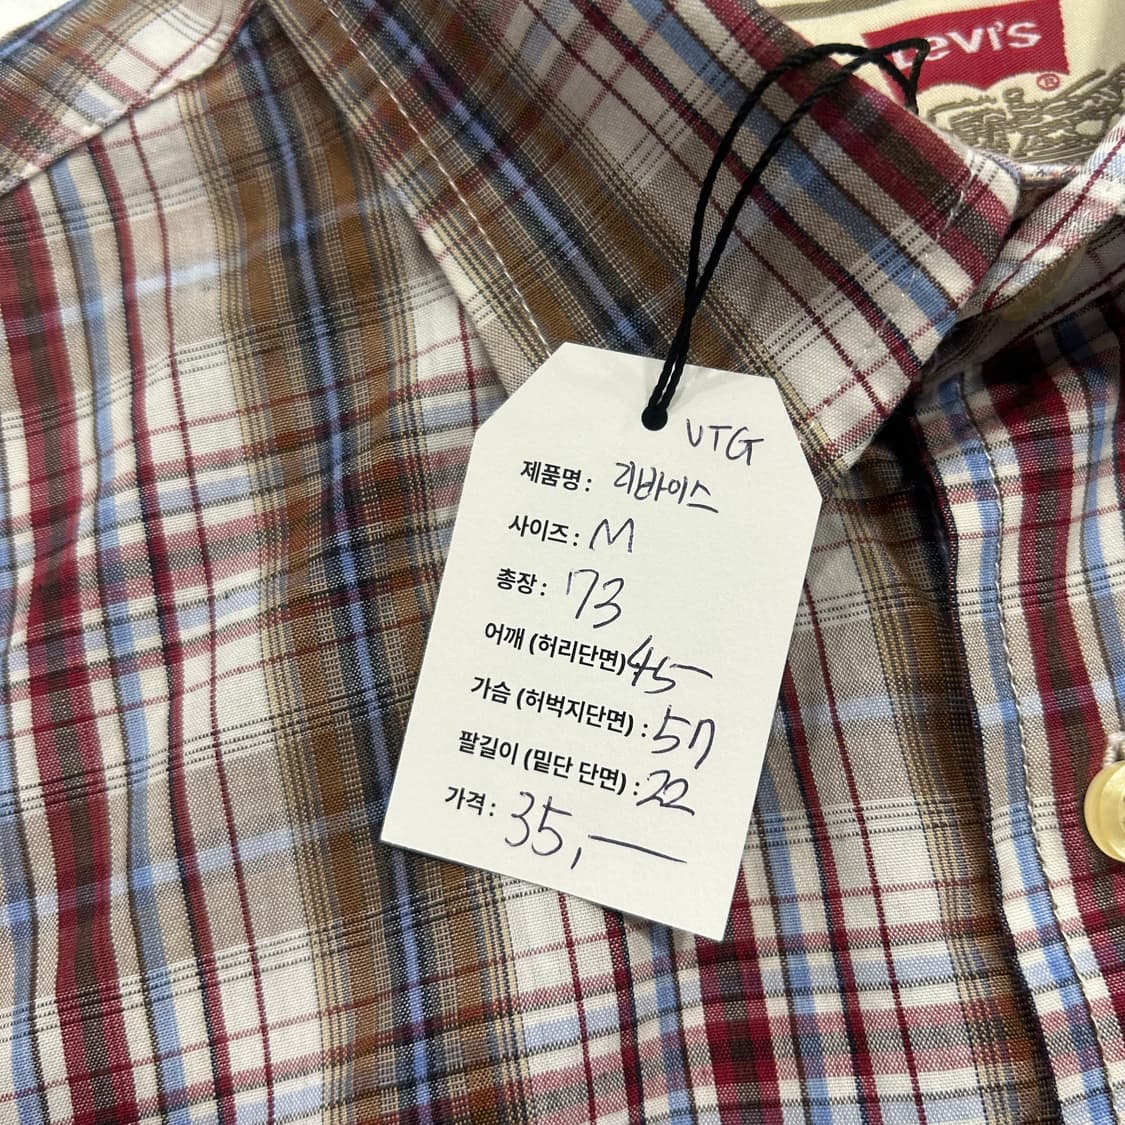 Levi's
®
VTG
제품명: 리바이스
사이즈: M
총장: 73
어깨 (허리단면) 45
가슴 (허벅지단면) : 57
팔길이 (밑단 단면) : 22
가격: 35,—